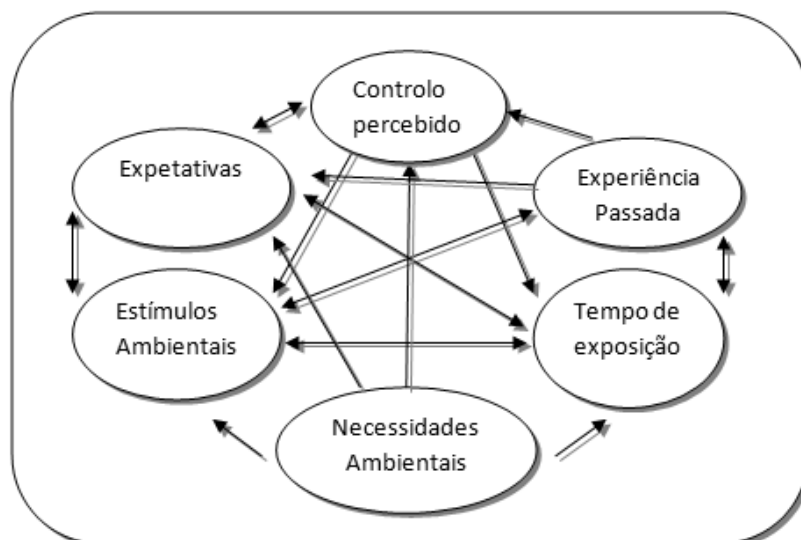 Controlo
percebido
Expetativas
Experiência
Passada
Estímulos
Ambientais
Tempo de
exposição
Necessidades
Ambientais